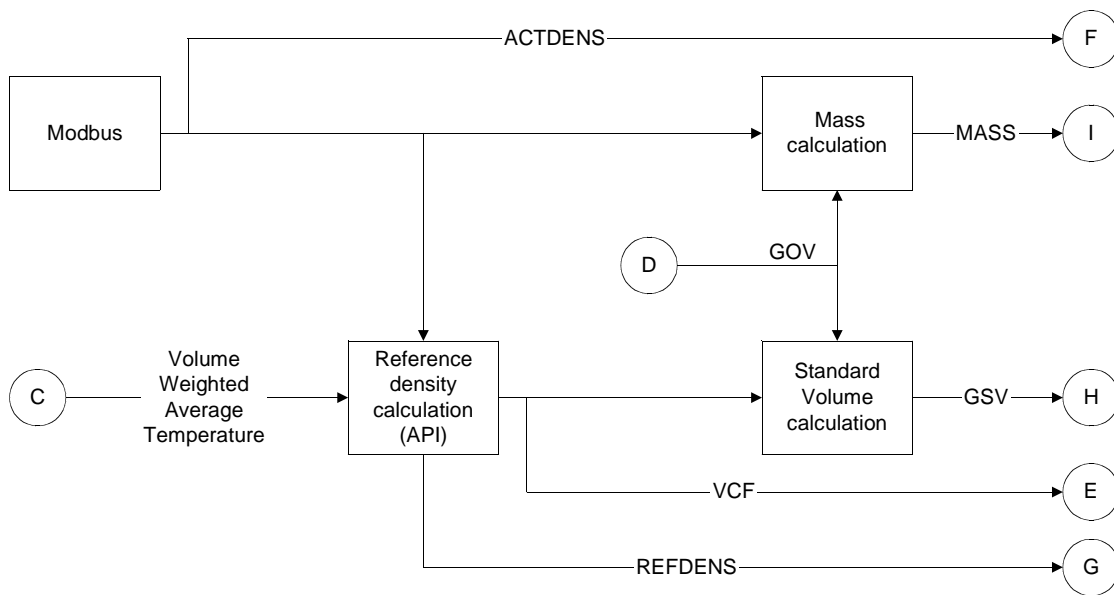 ACTDENS
F
Modbus
Mass
calculation
MASS
I
D
GOV
C
Volume
Weighted
Average
Temperature
Reference
density
calculation
(API)
Standard
Volume
calculation
GSV
H
VCF
E
REFDENS
G